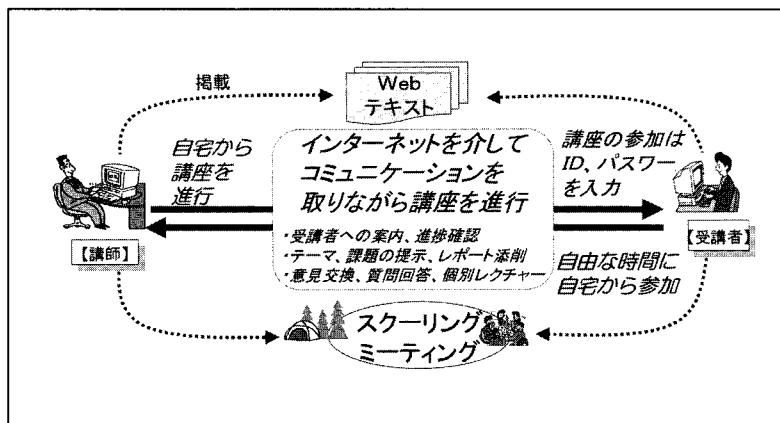 掲載
Web
テキスト
自宅から
講座を
進行
インターネットを介して
コミュニケーションを
取りながら講座を進行
・受講者への案内、進捗確認
・テーマ、課題の提示、レポート添削
・意見交換、質問回答、個別レクチャー
講座の参加は
ID、パスワー
を入力
【講師】
【受講者】
自由な時間に
自宅から参加
スクーリング
ミーティング